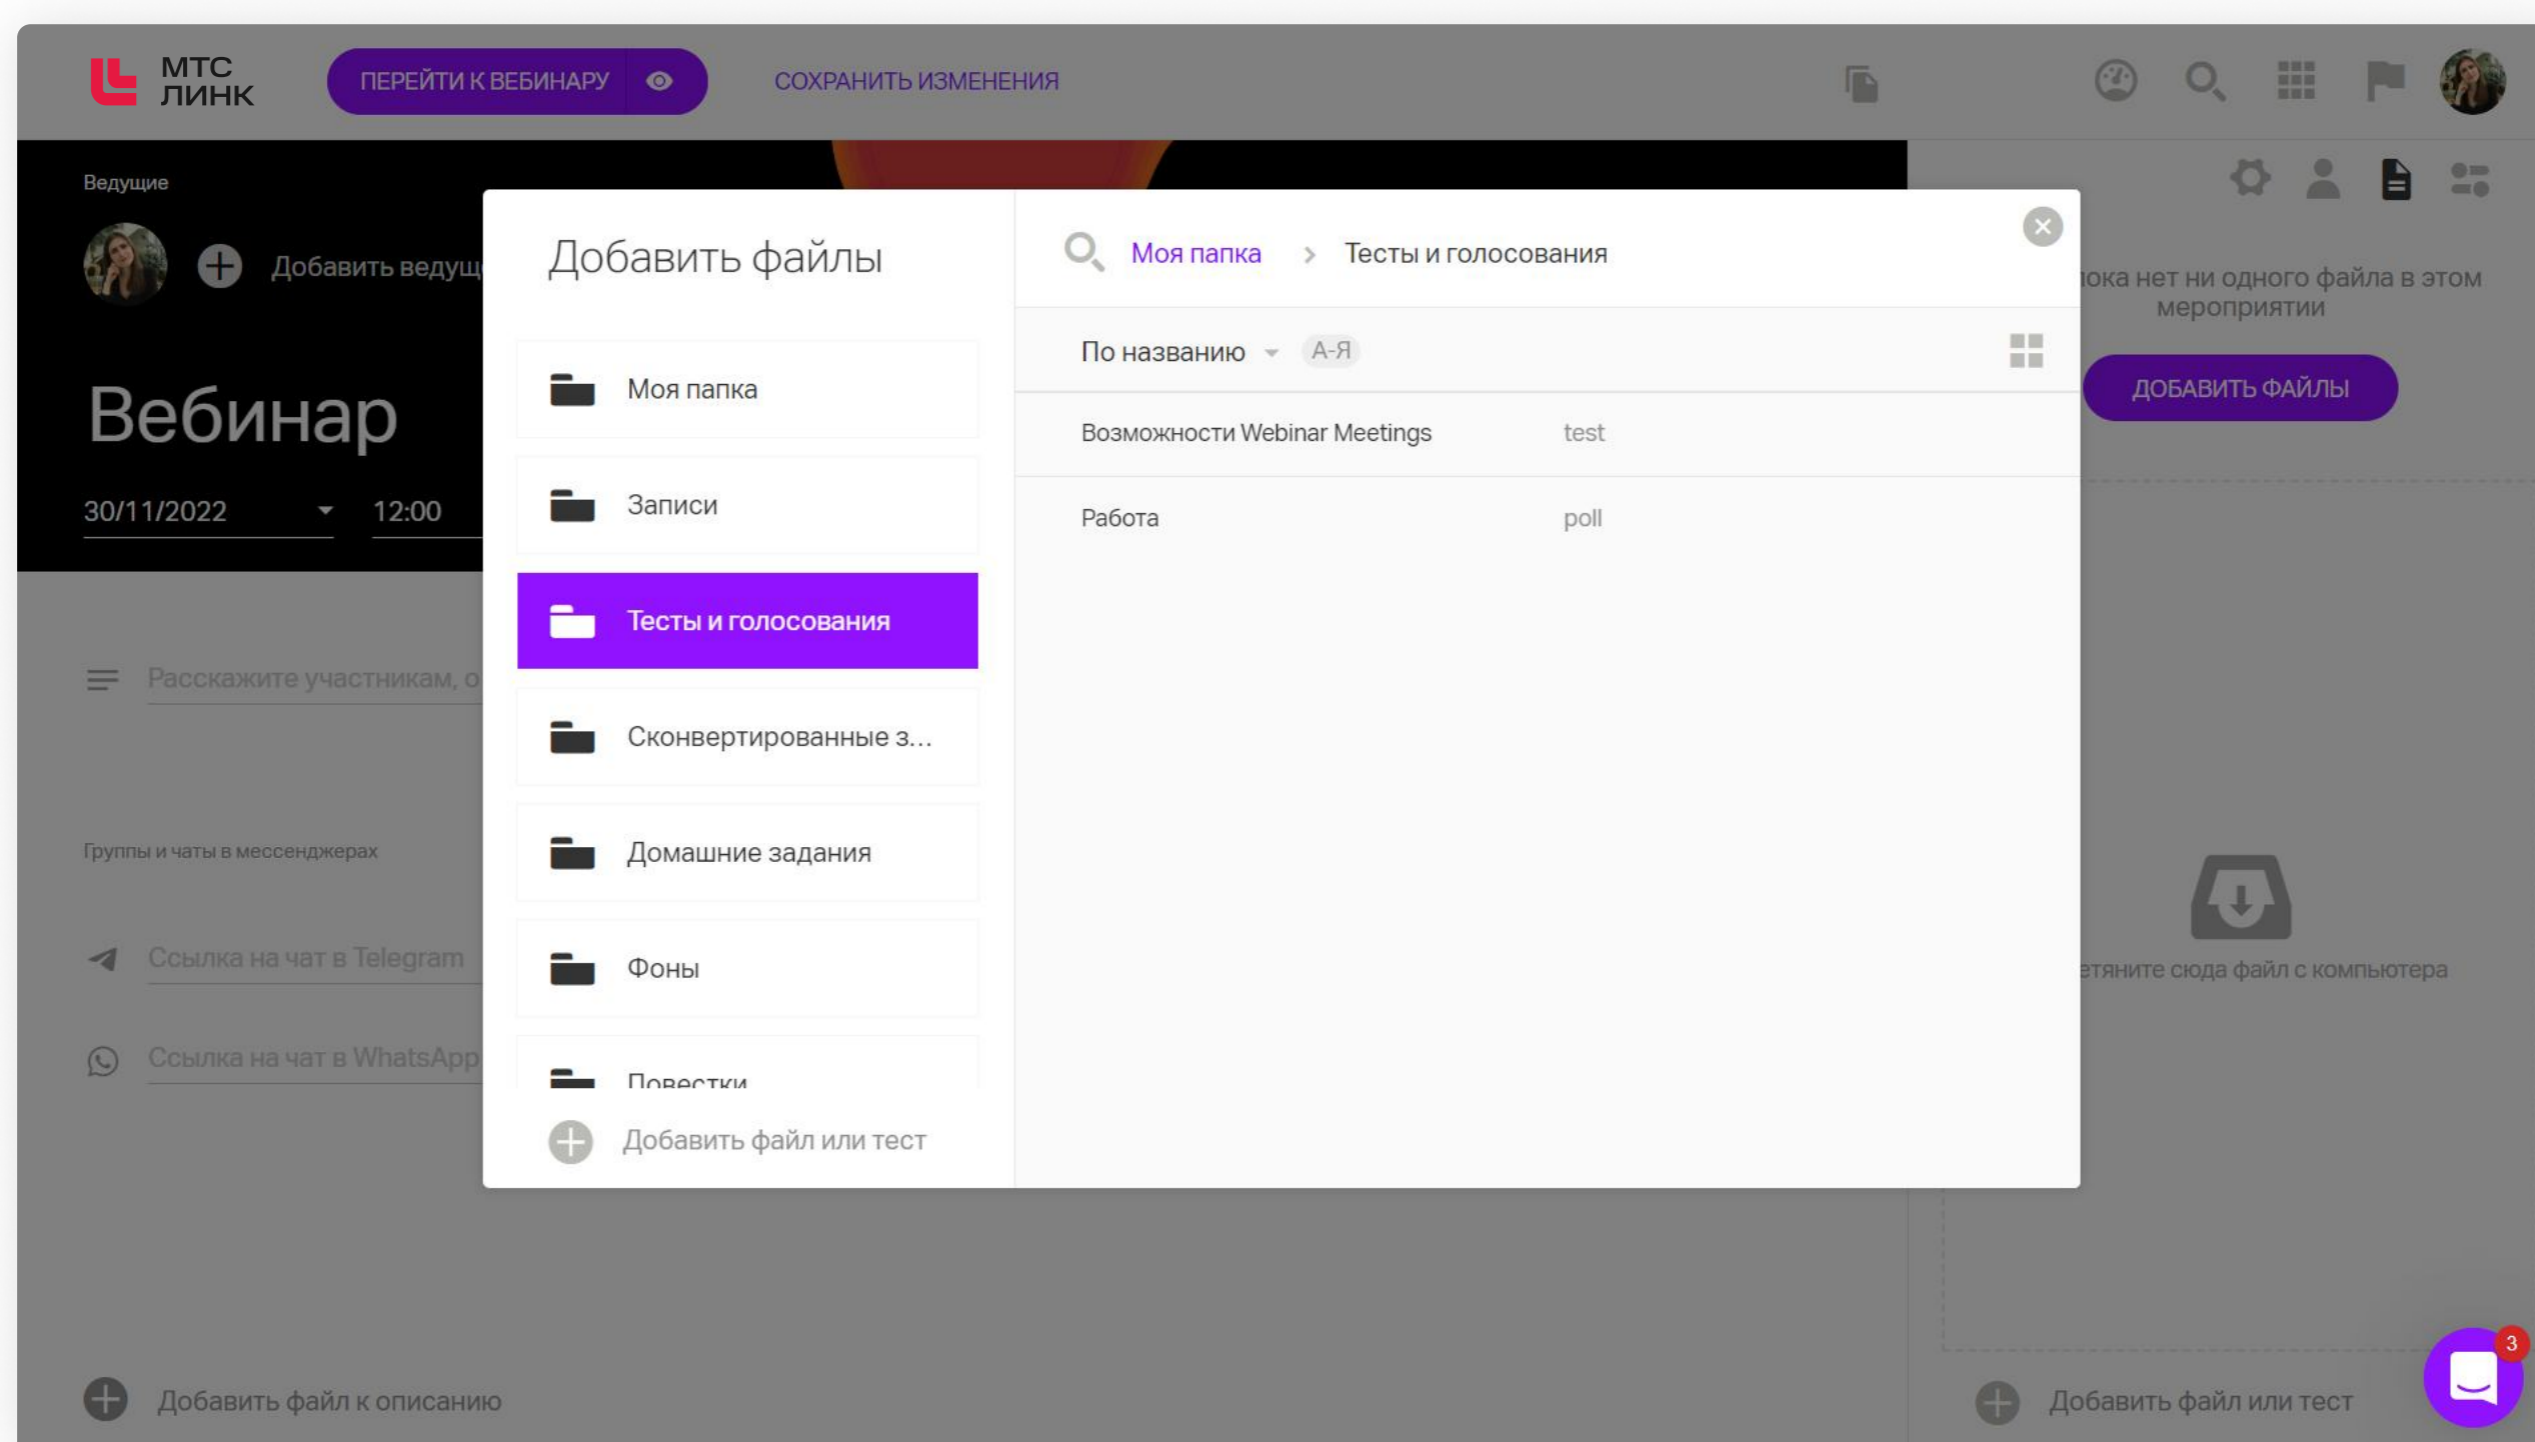 МТС
ЛИНК
ПЕРЕЙТИ К ВЕБИНАРУ
СОХРАНИТЬ ИЗМЕНЕНИЯ
Ведущие
Добавить ведущ
Вебинар
30/11/2022
12:00
Расскажите участникам, о
Группы и чаты в мессенджерах
Ссылка на чат в Telegram
Ссылка на чат в WhatsApp
Добавить файл к описанию
Добавить файлы
Моя папка
Записи
Тесты и голосования
Сконвертированные з...
Домашние задания
Фоны
Повестки
Добавить файл или тест
Моя папка > Тесты и голосования
По названию А-Я
Возможности Webinar Meetings test
Работа poll
пока нет ни одного файла в этом
мероприятии
ДОБАВИТЬ ФАЙЛЫ
етяните сюда файл с компьютера
Добавить файл или тест
3